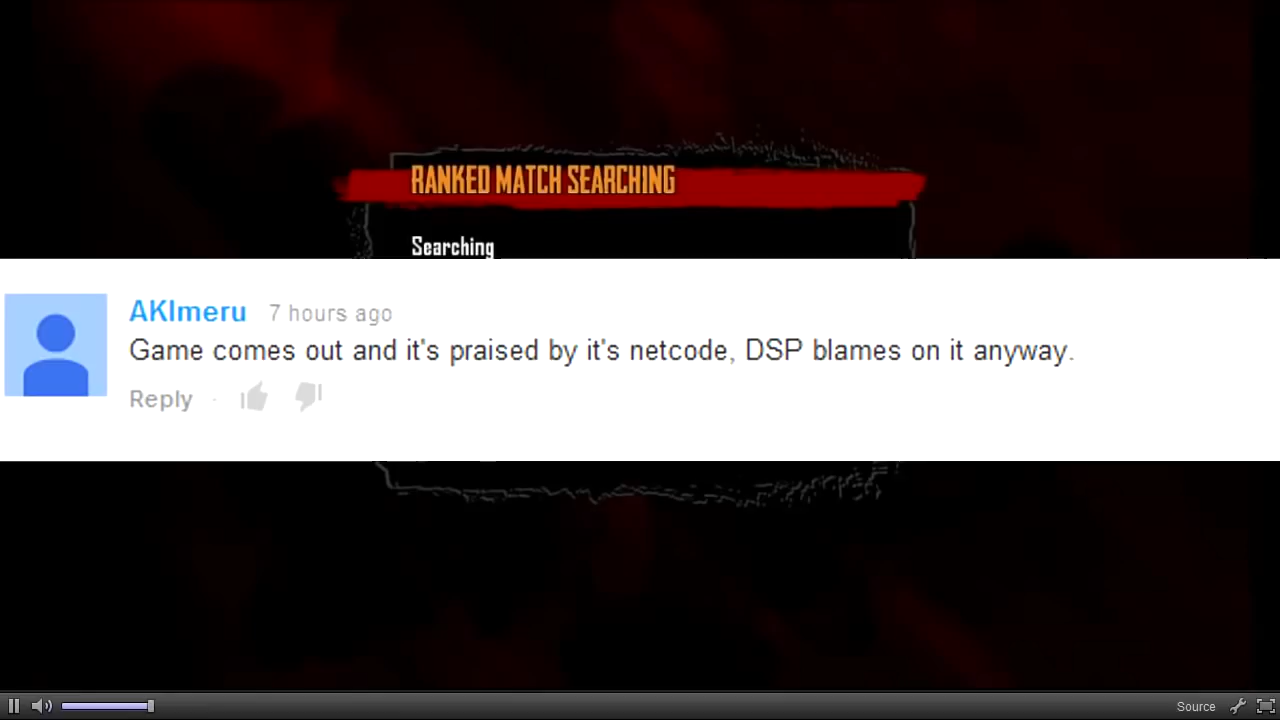 RANKED MATCH SEARCHING
Searching
AKImeru 7 hours ago
Game comes out and it's praised by it's netcode, DSP blames on it anyway.
Reply
Source